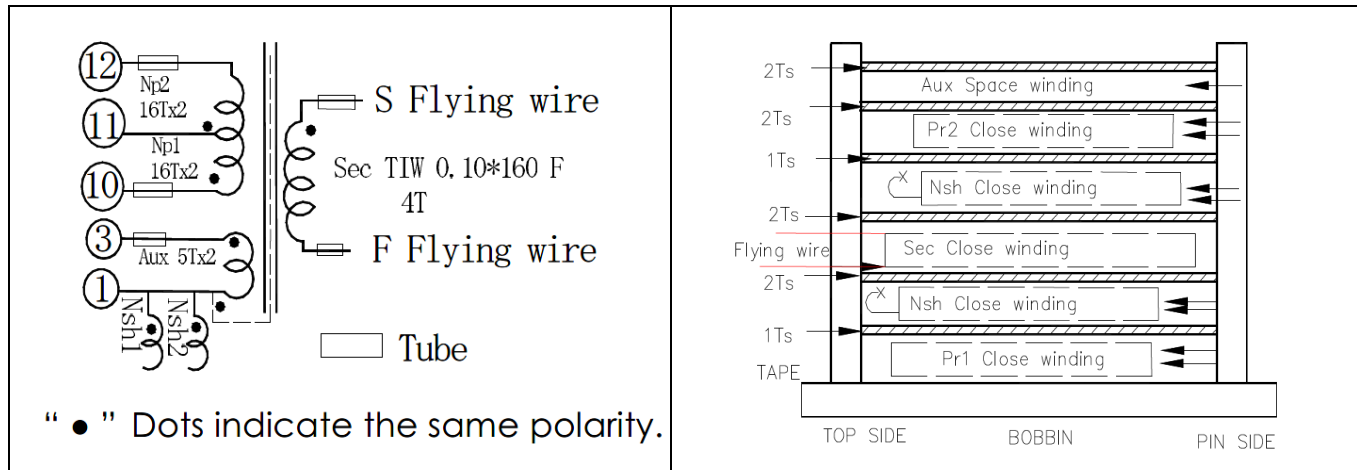 12
Np2
16Tx2
11
Np1
16Tx2
10
3
Aux 5Tx2
1
Nsh1
Nsh2
S Flying wire
Sec TIW 0.10*160 F
4T
F Flying wire
Tube
“ ● ” Dots indicate the same polarity.
2Ts
Aux Space winding
2Ts
Pr2 Close winding
1Ts
X
Nsh Close winding
2Ts
Flying wire
Sec Close winding
2Ts
X
Nsh Close winding
1Ts
Pr1 Close winding
TAPE
TOP SIDE
BOBBIN
PIN SIDE